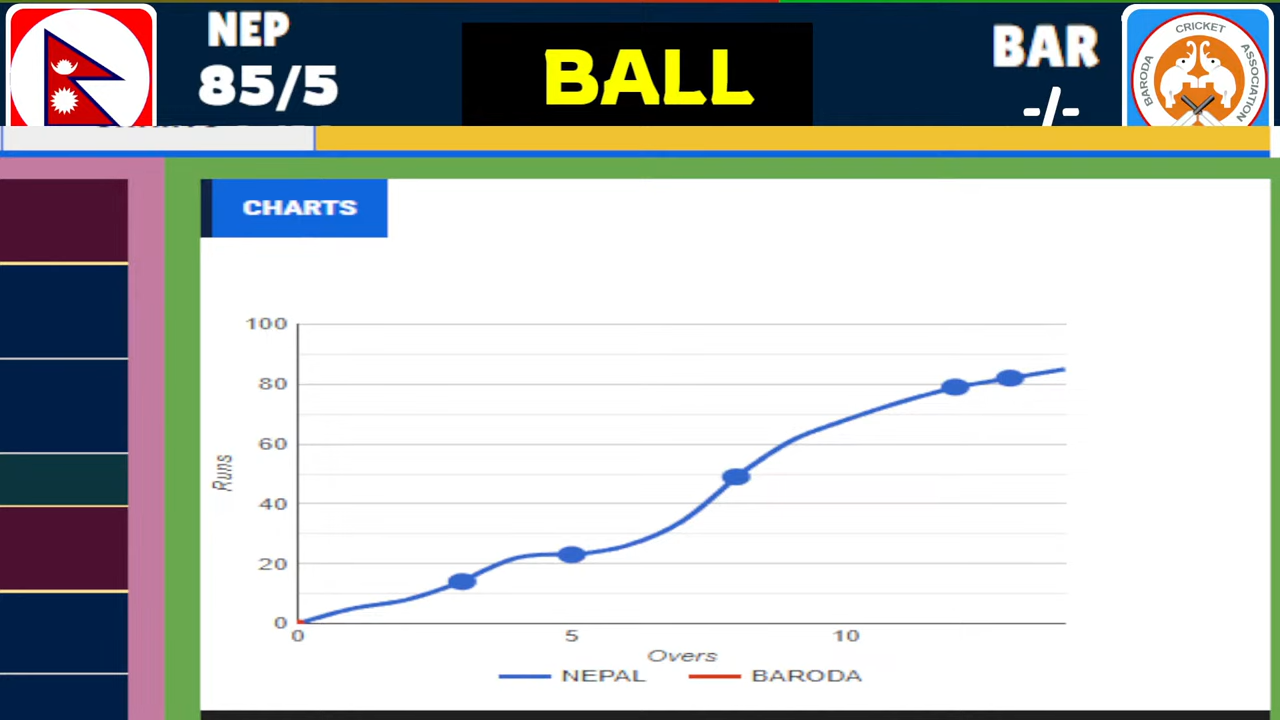 NEP
85/5
BALL
BAR
-/-
BARODA CRICKET ASSOCIATION
CHARTS
100
80
60
40
20
0
Runs
0 5 10
Overs
NEPAL BARODA